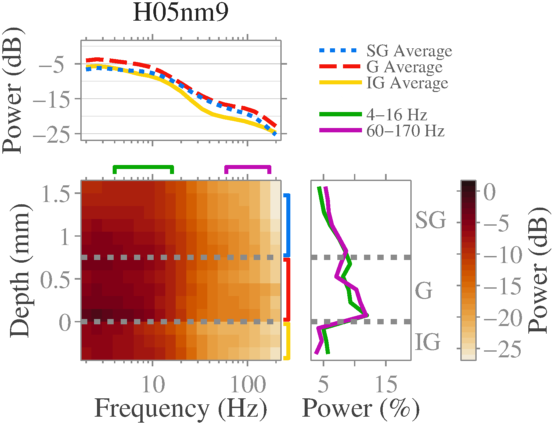 H05nm9
Power (dB)
−5
−15
−25
SG Average
G Average
IG Average
4–16 Hz
60–170 Hz
Depth (mm)
1.5
1
0.5
0
10
100
Frequency (Hz)
SG
G
IG
5
15
Power (%)
0
−5
−10
−15
−20
−25
Power (dB)